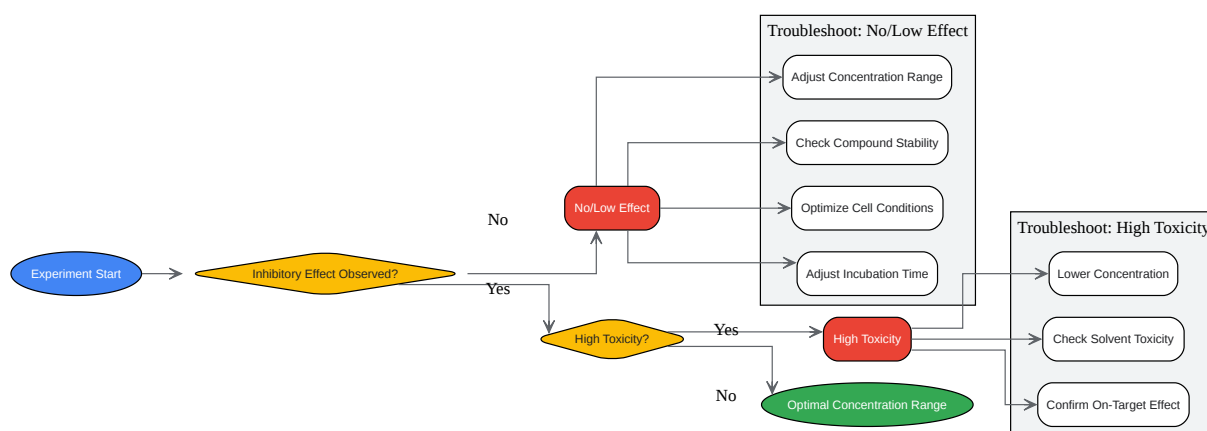 Troubleshoot: No/Low Effect
Adjust Concentration Range
Check Compound Stability
No/Low Effect
Optimize Cell Conditions
No
Troubleshoot: High Toxicity
Experiment Start
Inhibitory Effect Observed?
Adjust Incubation Time
Lower Concentration
Yes
High Toxicity?
Yes
High Toxicity
Check Solvent Toxicity
No
Optimal Concentration Range
Confirm On-Target Effect